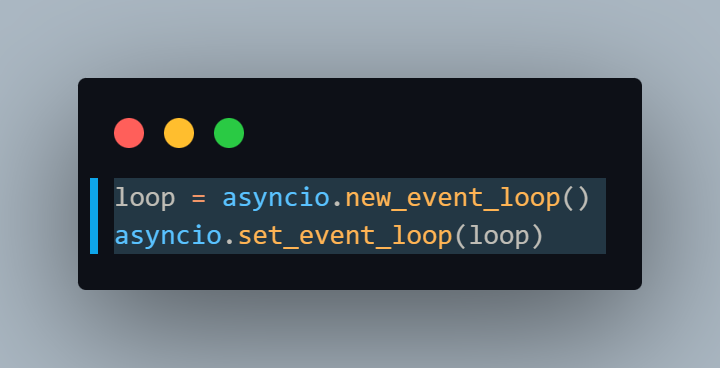 loop = asyncio.new_event_loop()
asyncio.set_event_loop(loop)